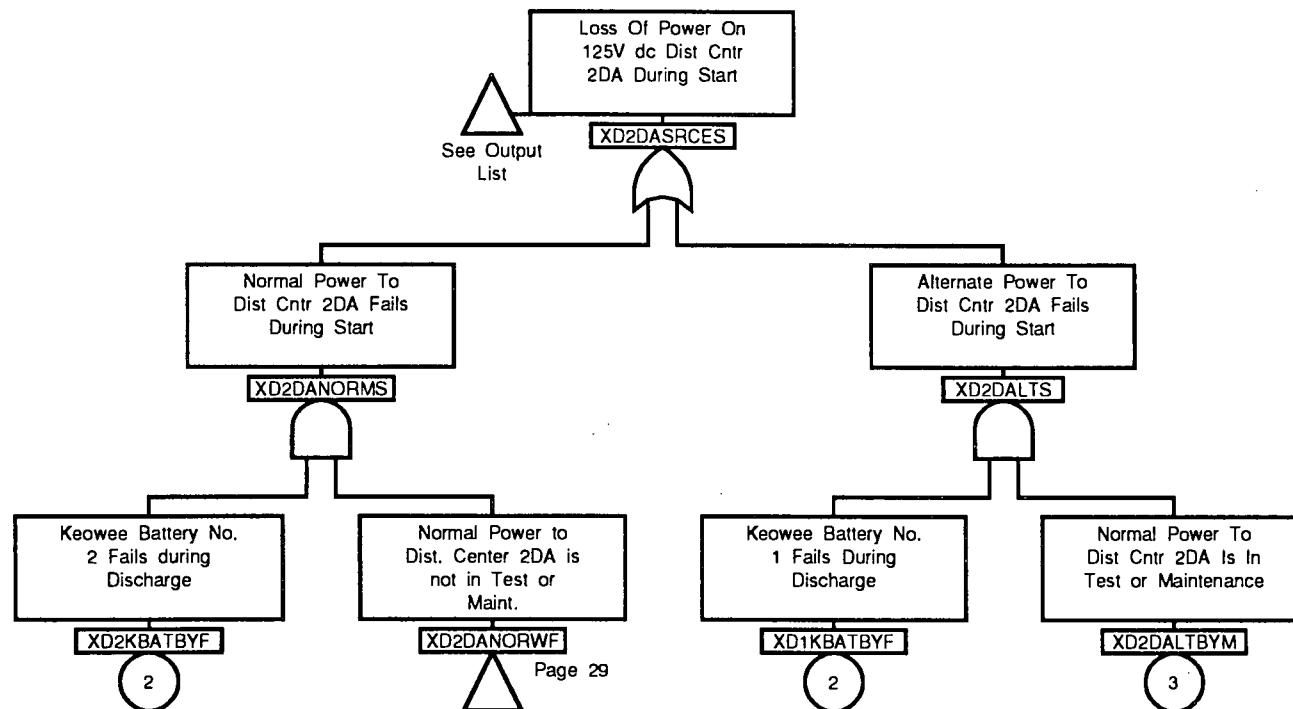 Loss Of Power On
125V dc Dist Cntr
2DA During Start
See Output
List
XD2DASRCES
Normal Power To
Dist Cntr 2DA Fails
During Start
XD2DANORMS
Alternate Power To
Dist Cntr 2DA Fails
During Start
XD2DALTS
Keowee Battery No.
2 Fails during
Discharge
XD2KBATBYF
2
Normal Power to
Dist. Center 2DA is
not in Test or
Maint.
XD2DANORWF
Page 29
Keowee Battery No.
1 Fails During
Discharge
XD1KBATBYF
2
Normal Power To
Dist Cntr 2DA Is In
Test or Maintenance
XD2DALTBYM
3